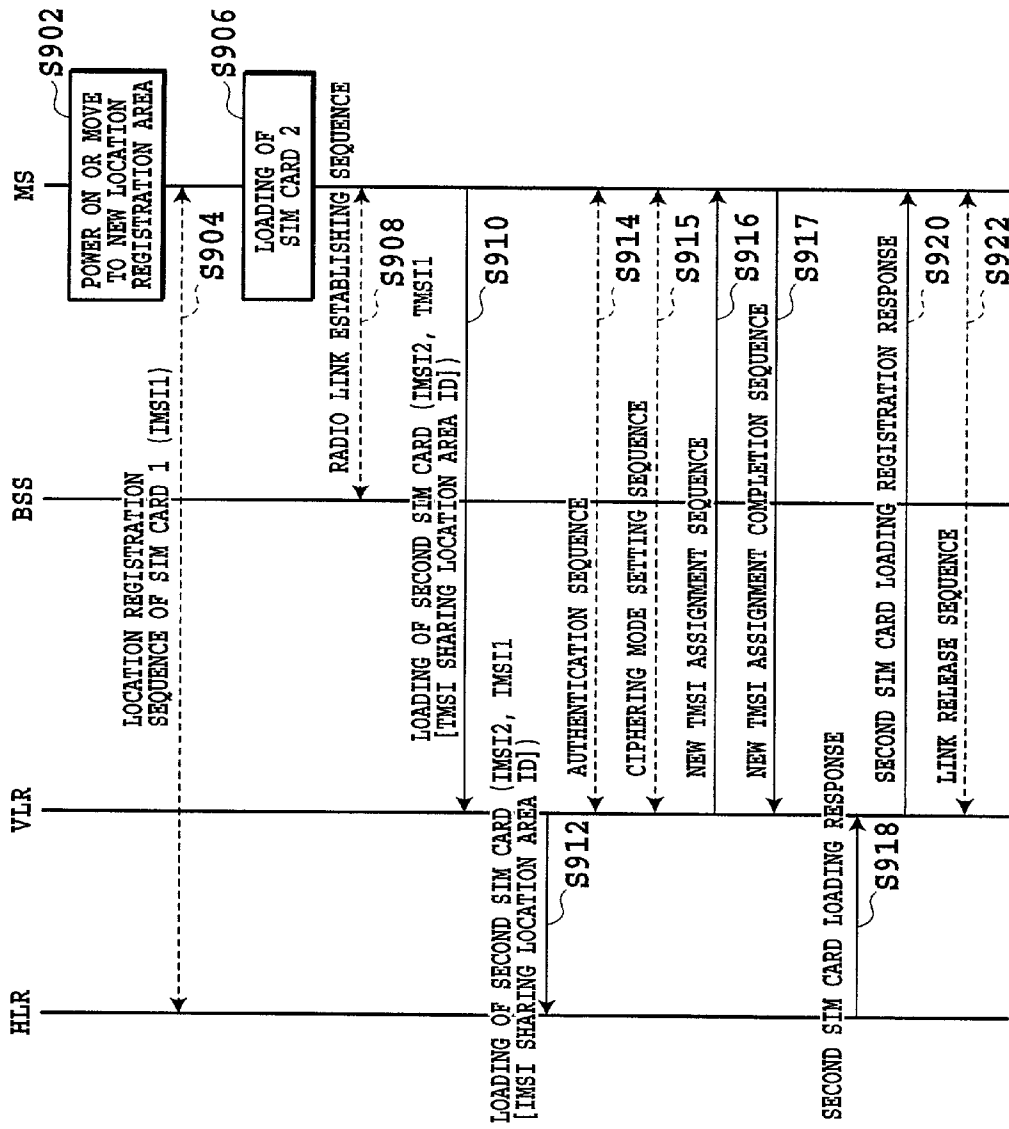 HLR
VLR
BSS
MS
POWER ON OR MOVE
TO NEW LOCATION
REGISTRATION AREA
S902
LOCATION REGISTRATION
SEQUENCE OF SIM CARD 1 (IMSI1)
S904
LOADING OF
SIM CARD 2
S906
RADIO LINK ESTABLISHING SEQUENCE
S908
LOADING OF SECOND SIM CARD (IMSI2, TMSI1
[TMSI SHARING LOCATION AREA ID])
S910
LOADING OF SECOND SIM CARD (IMSI2, IMSI1
[IMSI SHARING LOCATION AREA ID])
S912
AUTHENTICATION SEQUENCE
S914
CIPHERING MODE SETTING SEQUENCE
S915
NEW TMSI ASSIGNMENT SEQUENCE
S916
NEW TMSI ASSIGNMENT COMPLETION SEQUENCE
S917
SECOND SIM CARD LOADING RESPONSE
S918
SECOND SIM CARD LOADING REGISTRATION RESPONSE
S920
LINK RELEASE SEQUENCE
S922